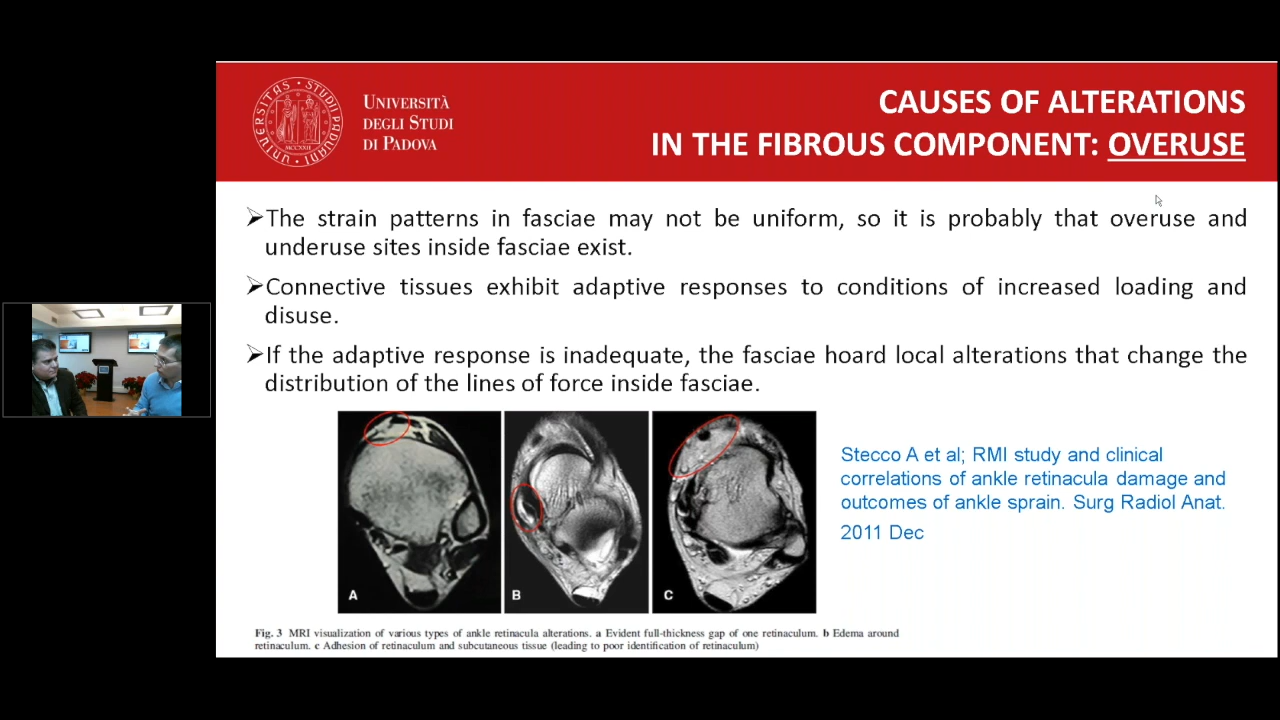 UNIVERSITÀ
DEGLI STUDI
DI PADOVA
UNIVERSITAS STUDII PADUANI
MCCXXII
CAUSES OF ALTERATIONS
IN THE FIBROUS COMPONENT: OVERUSE
➢The strain patterns in fasciae may not be uniform, so it is probably that overuse and
underuse sites inside fasciae exist.
➢Connective tissues exhibit adaptive responses to conditions of increased loading and
disuse.
➢If the adaptive response is inadequate, the fasciae hoard local alterations that change the
distribution of the lines of force inside fasciae.
A
B
C
Stecco A et al; RMI study and clinical
correlations of ankle retinacula damage and
outcomes of ankle sprain. Surg Radiol Anat.
2011 Dec
Fig. 3 MRI visualization of various types of ankle retinacula alterations. a Evident full-thickness gap of one retinaculum. b Edema around
retinaculum. c Adhesion of retinaculum and subcutaneous tissue (leading to poor identification of retinaculum)